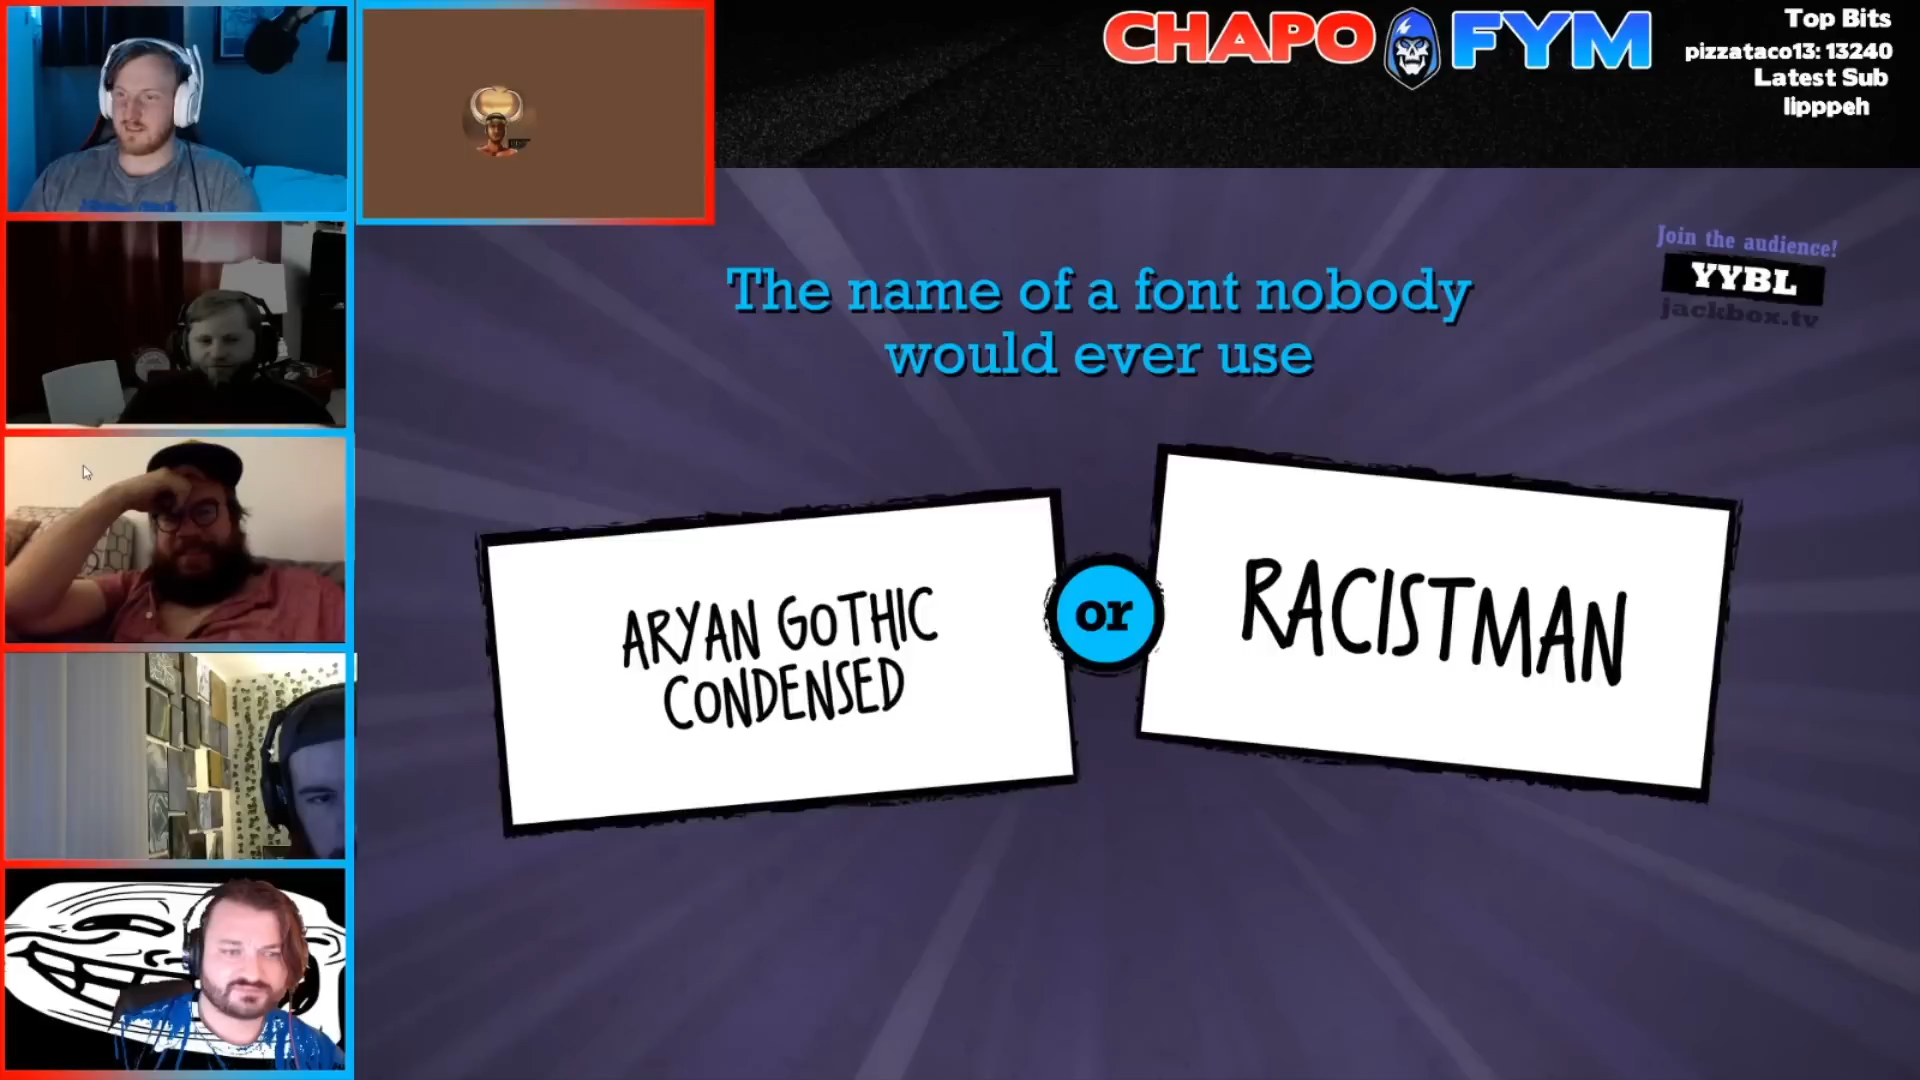 CHAPO FYM
Top Bits
pizzataco13: 13240
Latest Sub
lipppeh
Join the audience!
YYBL
jackbox.tv
The name of a font nobody
would ever use
ARYAN GOTHIC
CONDENSED
or
RACISTMAN